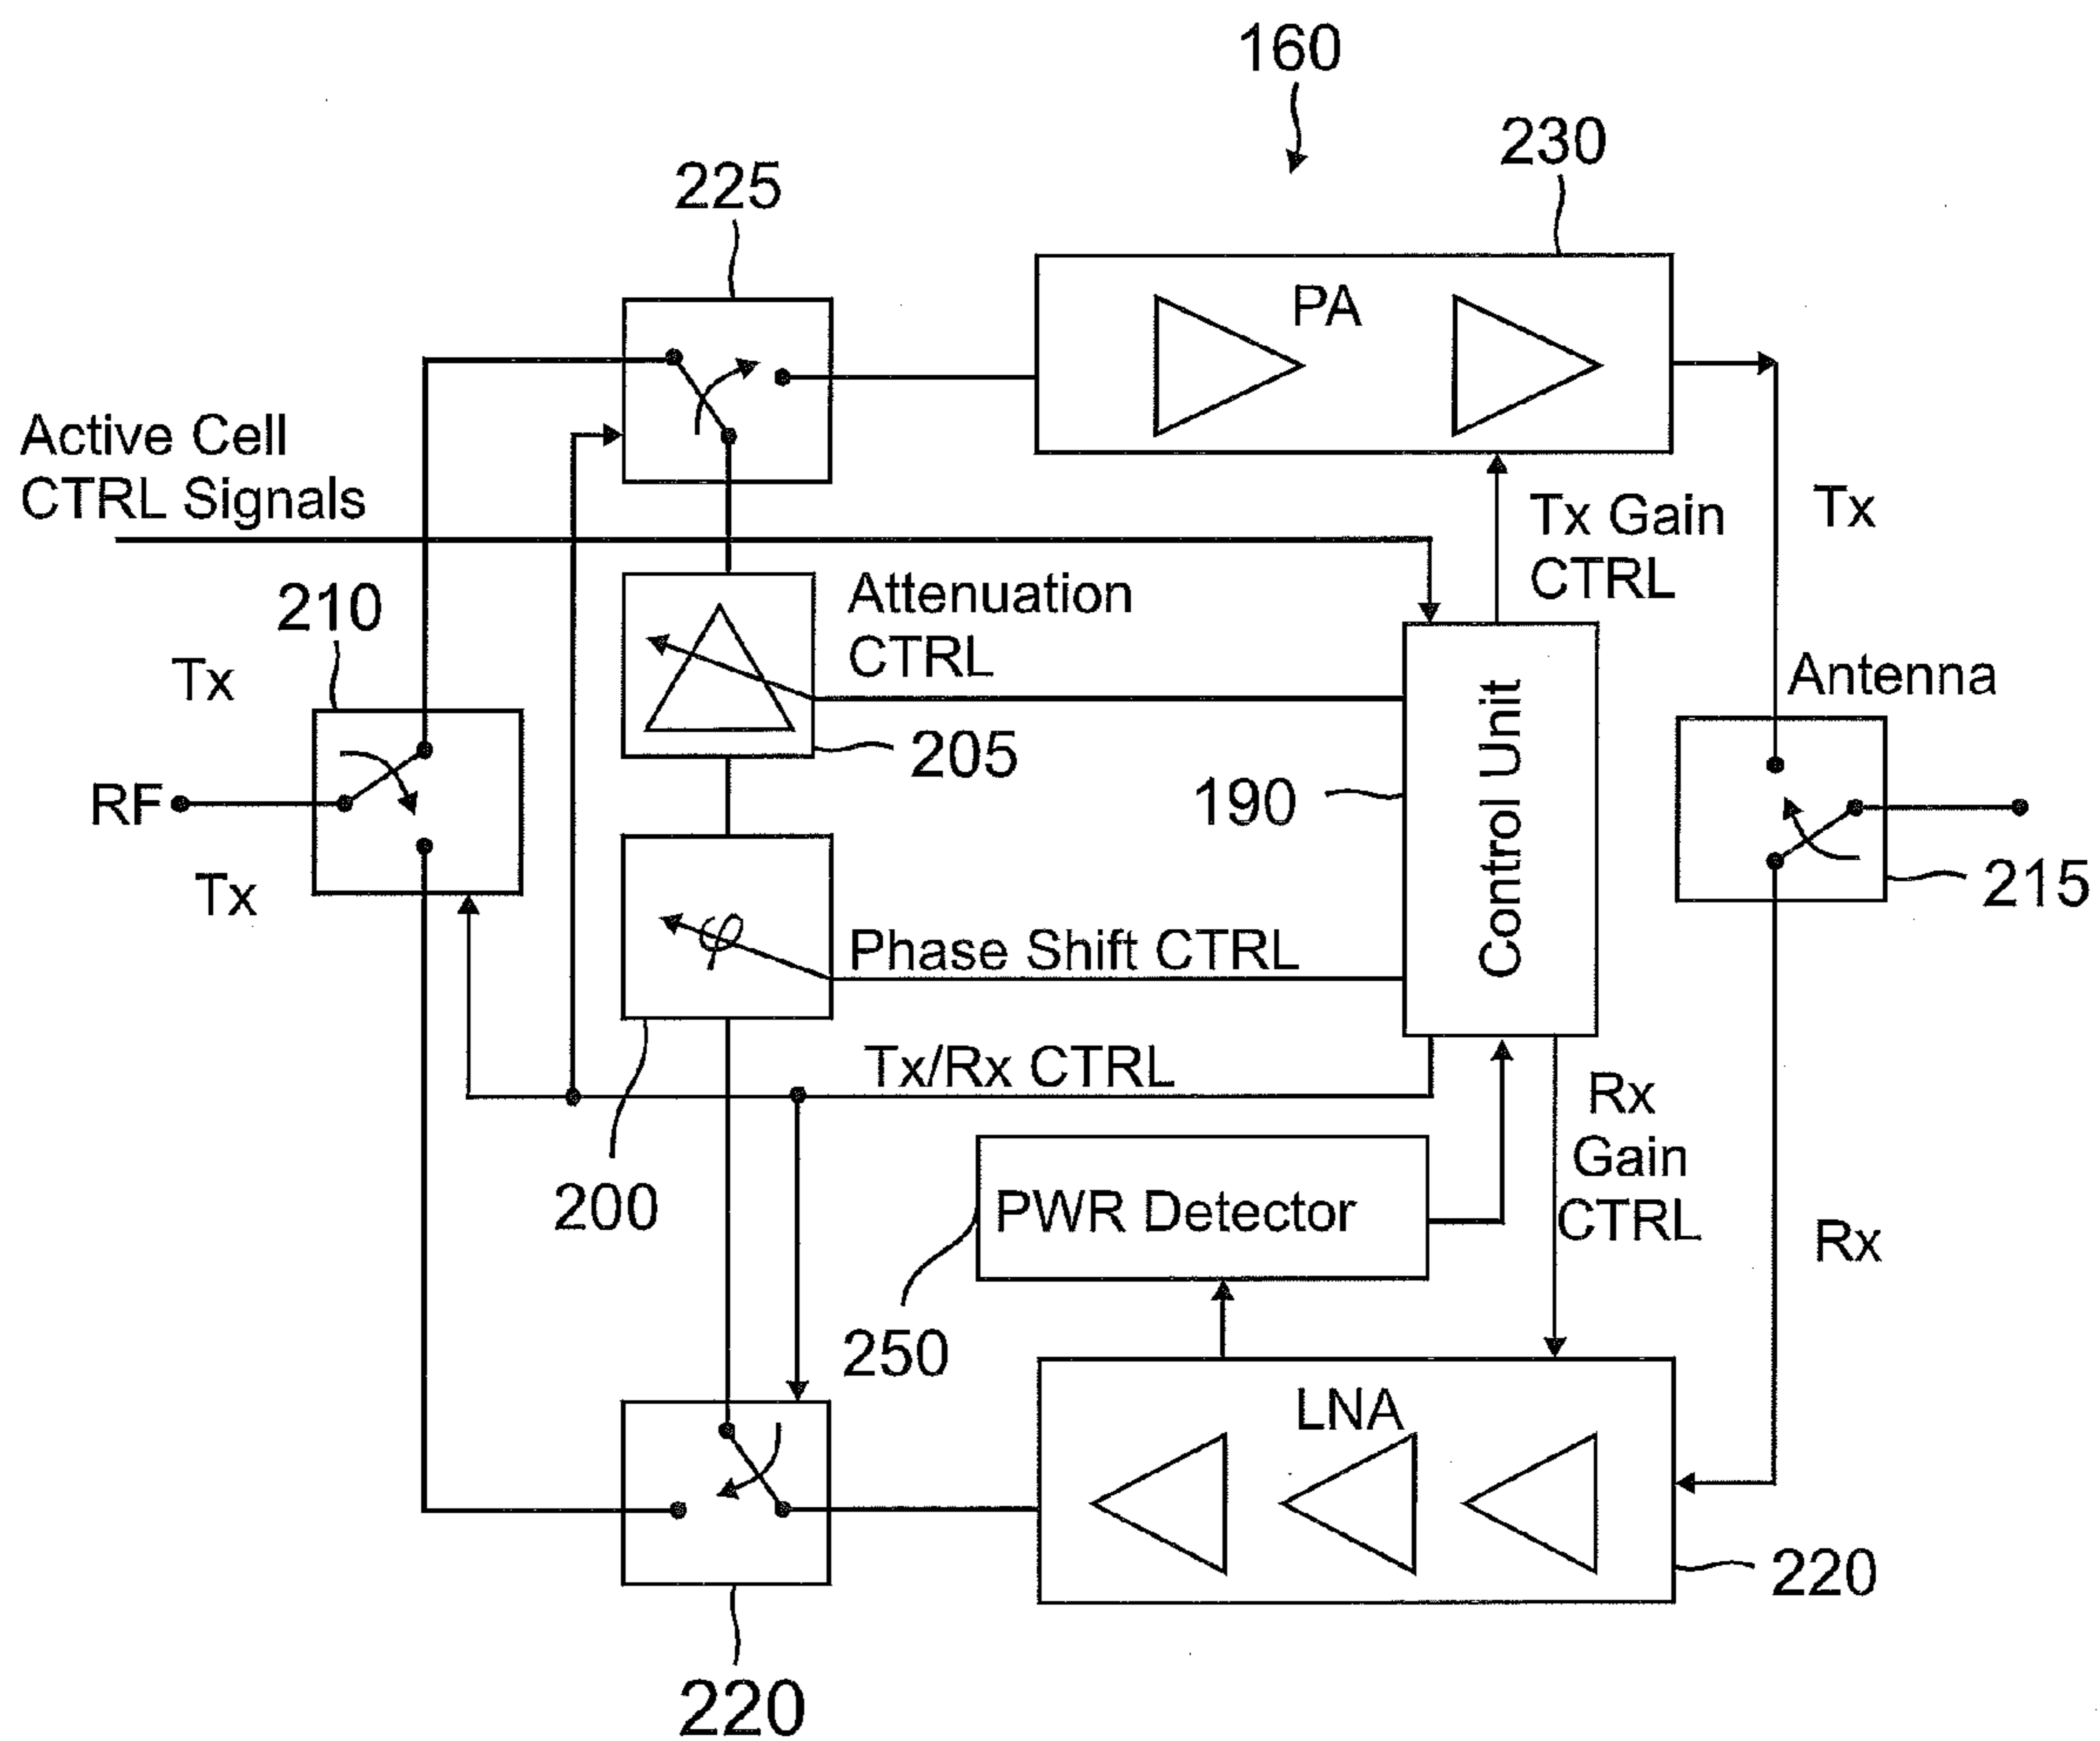 160
230
225
PA
Active Cell
CTRL Signals
Tx Gain
CTRL
Tx
210
Attenuation
CTRL
Tx
Antenna
205
RF
190
Control Unit
Tx
215
φ
Phase Shift CTRL
Tx/Rx CTRL
Rx
Gain
CTRL
200
PWR Detector
Rx
250
LNA
220
220